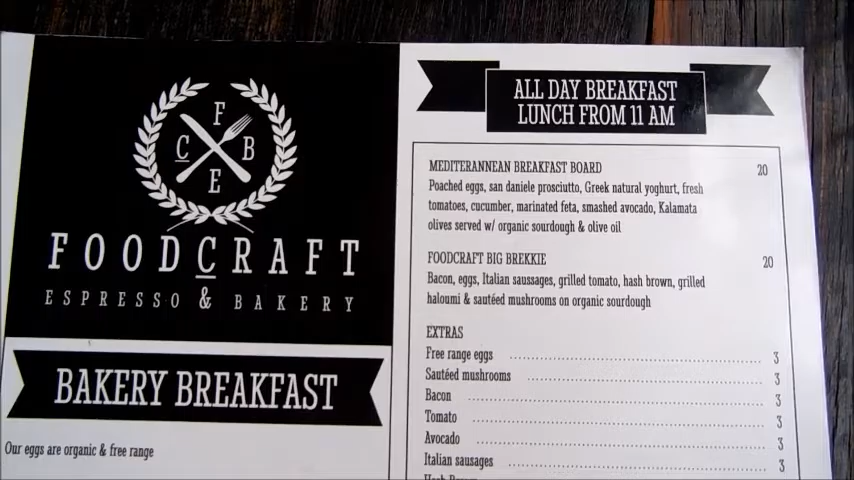 F
C B
E
FOODCRAFT
ESPRESSO & BAKERY
BAKERY BREAKFAST
Our eggs are organic & free range
ALL DAY BREAKFAST
LUNCH FROM 11 AM
MEDITERANNEAN BREAKFAST BOARD 20
Poached eggs, san daniele prosciutto, Greek natural yoghurt, fresh
tomatoes, cucumber, marinated feta, smashed avocado, Kalamata
olives served w/ organic sourdough & olive oil
FOODCRAFT BIG BREKKIE 20
Bacon, eggs, Italian saussages, grilled tomato, hash brown, grilled
haloumi & sautéed mushrooms on organic sourdough
EXTRAS
Free range eggs 3
Sautéed mushrooms 3
Bacon 3
Tomato 3
Avocado 3
Italian sausages 3